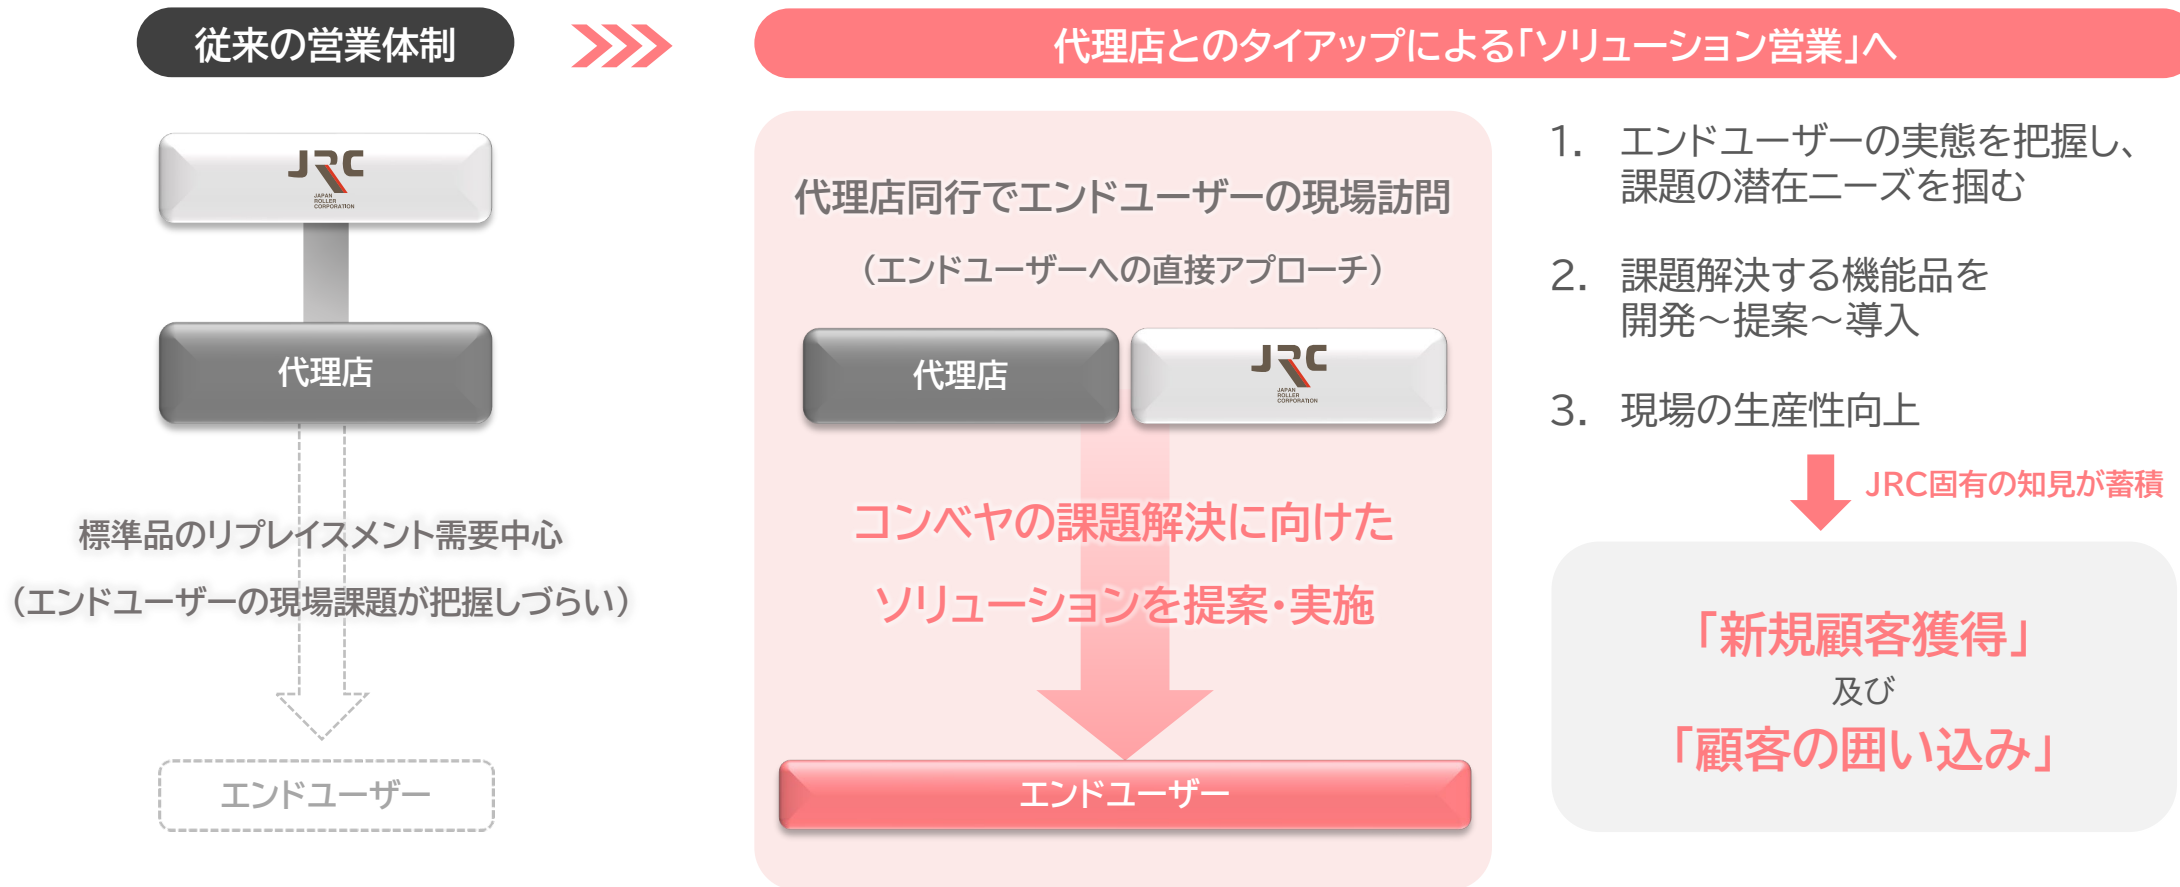 従来の営業体制
代理店とのタイアップによる「ソリューション営業」へ
JRC
JAPAN
ROLLER
CORPORATION
代理店
標準品のリプレイスメント需要中心
（エンドユーザーの現場課題が把握しづらい）
エンドユーザー
代理店同行でエンドユーザーの現場訪問
（エンドユーザーへの直接アプローチ）
代理店
JRC
JAPAN
ROLLER
CORPORATION
コンベヤの課題解決に向けた
ソリューションを提案・実施
エンドユーザー
1. エンドユーザーの実態を把握し、
課題の潜在ニーズを掴む
2. 課題解決する機能品を
開発～提案～導入
3. 現場の生産性向上
JRC固有の知見が蓄積
「新規顧客獲得」
及び
「顧客の囲い込み」